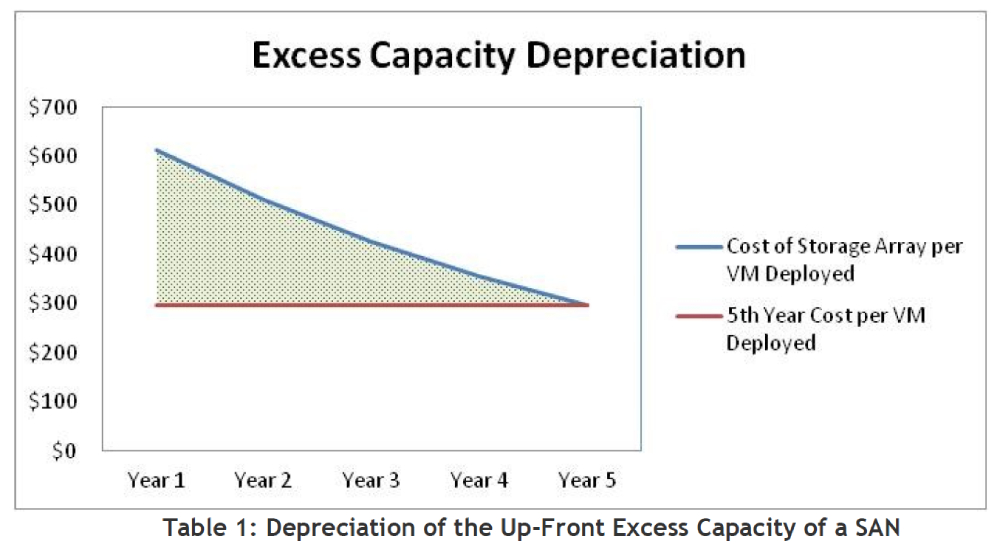 Excess Capacity Depreciation
$700
$600
$500
$400
$300
$200
$100
$0
Year 1
Year 2
Year 3
Year 4
Year 5
Cost of Storage Array per
VM Deployed
5th Year Cost per VM
Deployed
Table 1: Depreciation of the Up-Front Excess Capacity of a SAN